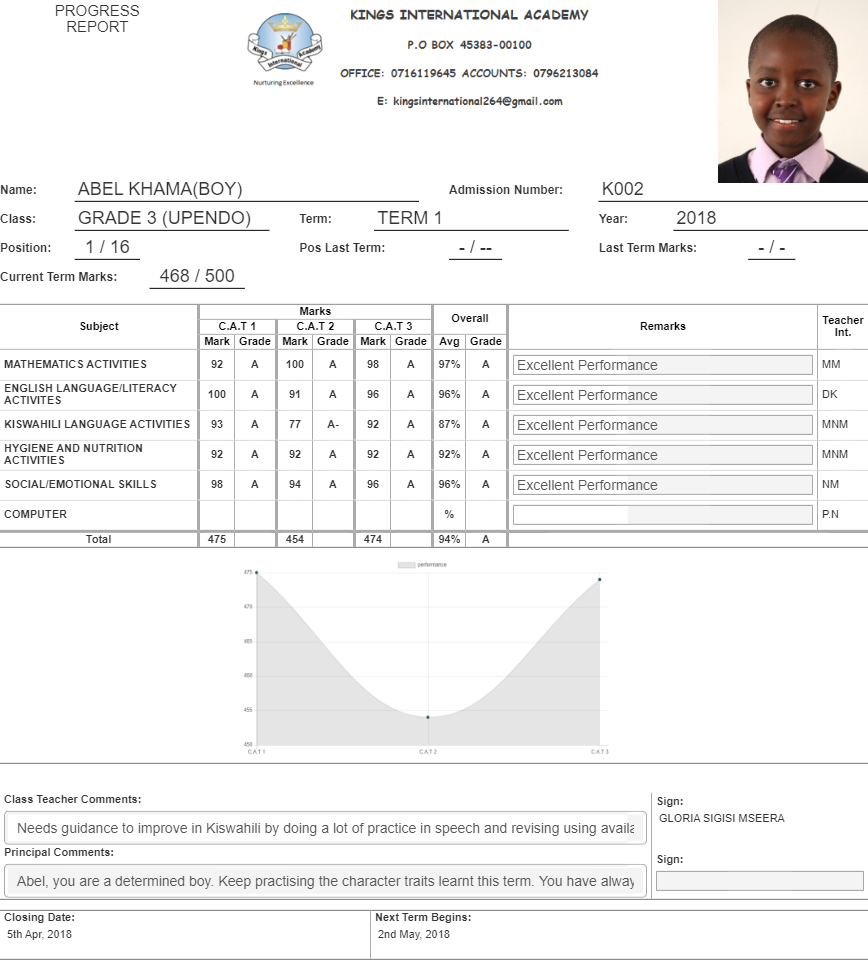 PROGRESS
REPORT
Kings Academy
International
Nurturing Excellence
KINGS INTERNATIONAL ACADEMY
P.O BOX 45383-00100
OFFICE: 0716119645 ACCOUNTS: 0796213084
E: kingsinternational264@gmail.com
Name: ABEL KHAMA(BOY) Admission Number: K002
Class: GRADE 3 (UPENDO) Term: TERM 1 Year: 2018
Position: 1 / 16 Pos Last Term: - / -- Last Term Marks: - / -
Current Term Marks: 468 / 500
Subject Marks Overall Remarks Teacher Int.
C.A.T 1 C.A.T 2 C.A.T 3
Mark Grade Mark Grade Mark Grade Avg Grade
MATHEMATICS ACTIVITIES 92 A 100 A 98 A 97% A Excellent Performance MM
ENGLISH LANGUAGE/LITERACY ACTIVITES 100 A 91 A 96 A 96% A Excellent Performance DK
KISWAHILI LANGUAGE ACTIVITIES 93 A 77 A- 92 A 87% A Excellent Performance MNM
HYGIENE AND NUTRITION ACTIVITIES 92 A 92 A 92 A 92% A Excellent Performance MNM
SOCIAL/EMOTIONAL SKILLS 98 A 94 A 96 A 96% A Excellent Performance NM
COMPUTER % P.N
Total 475 454 474 94% A
performance
475
470
465
460
455
450
C.A.T 1 C.A.T 2 C.A.T 3
Class Teacher Comments: Sign:
Needs guidance to improve in Kiswahili by doing a lot of practice in speech and revising using availa GLORIA SIGISI MSEERA
Principal Comments: Sign:
Abel, you are a determined boy. Keep practising the character traits learnt this term. You have alway
Closing Date: Next Term Begins:
5th Apr, 2018 2nd May, 2018